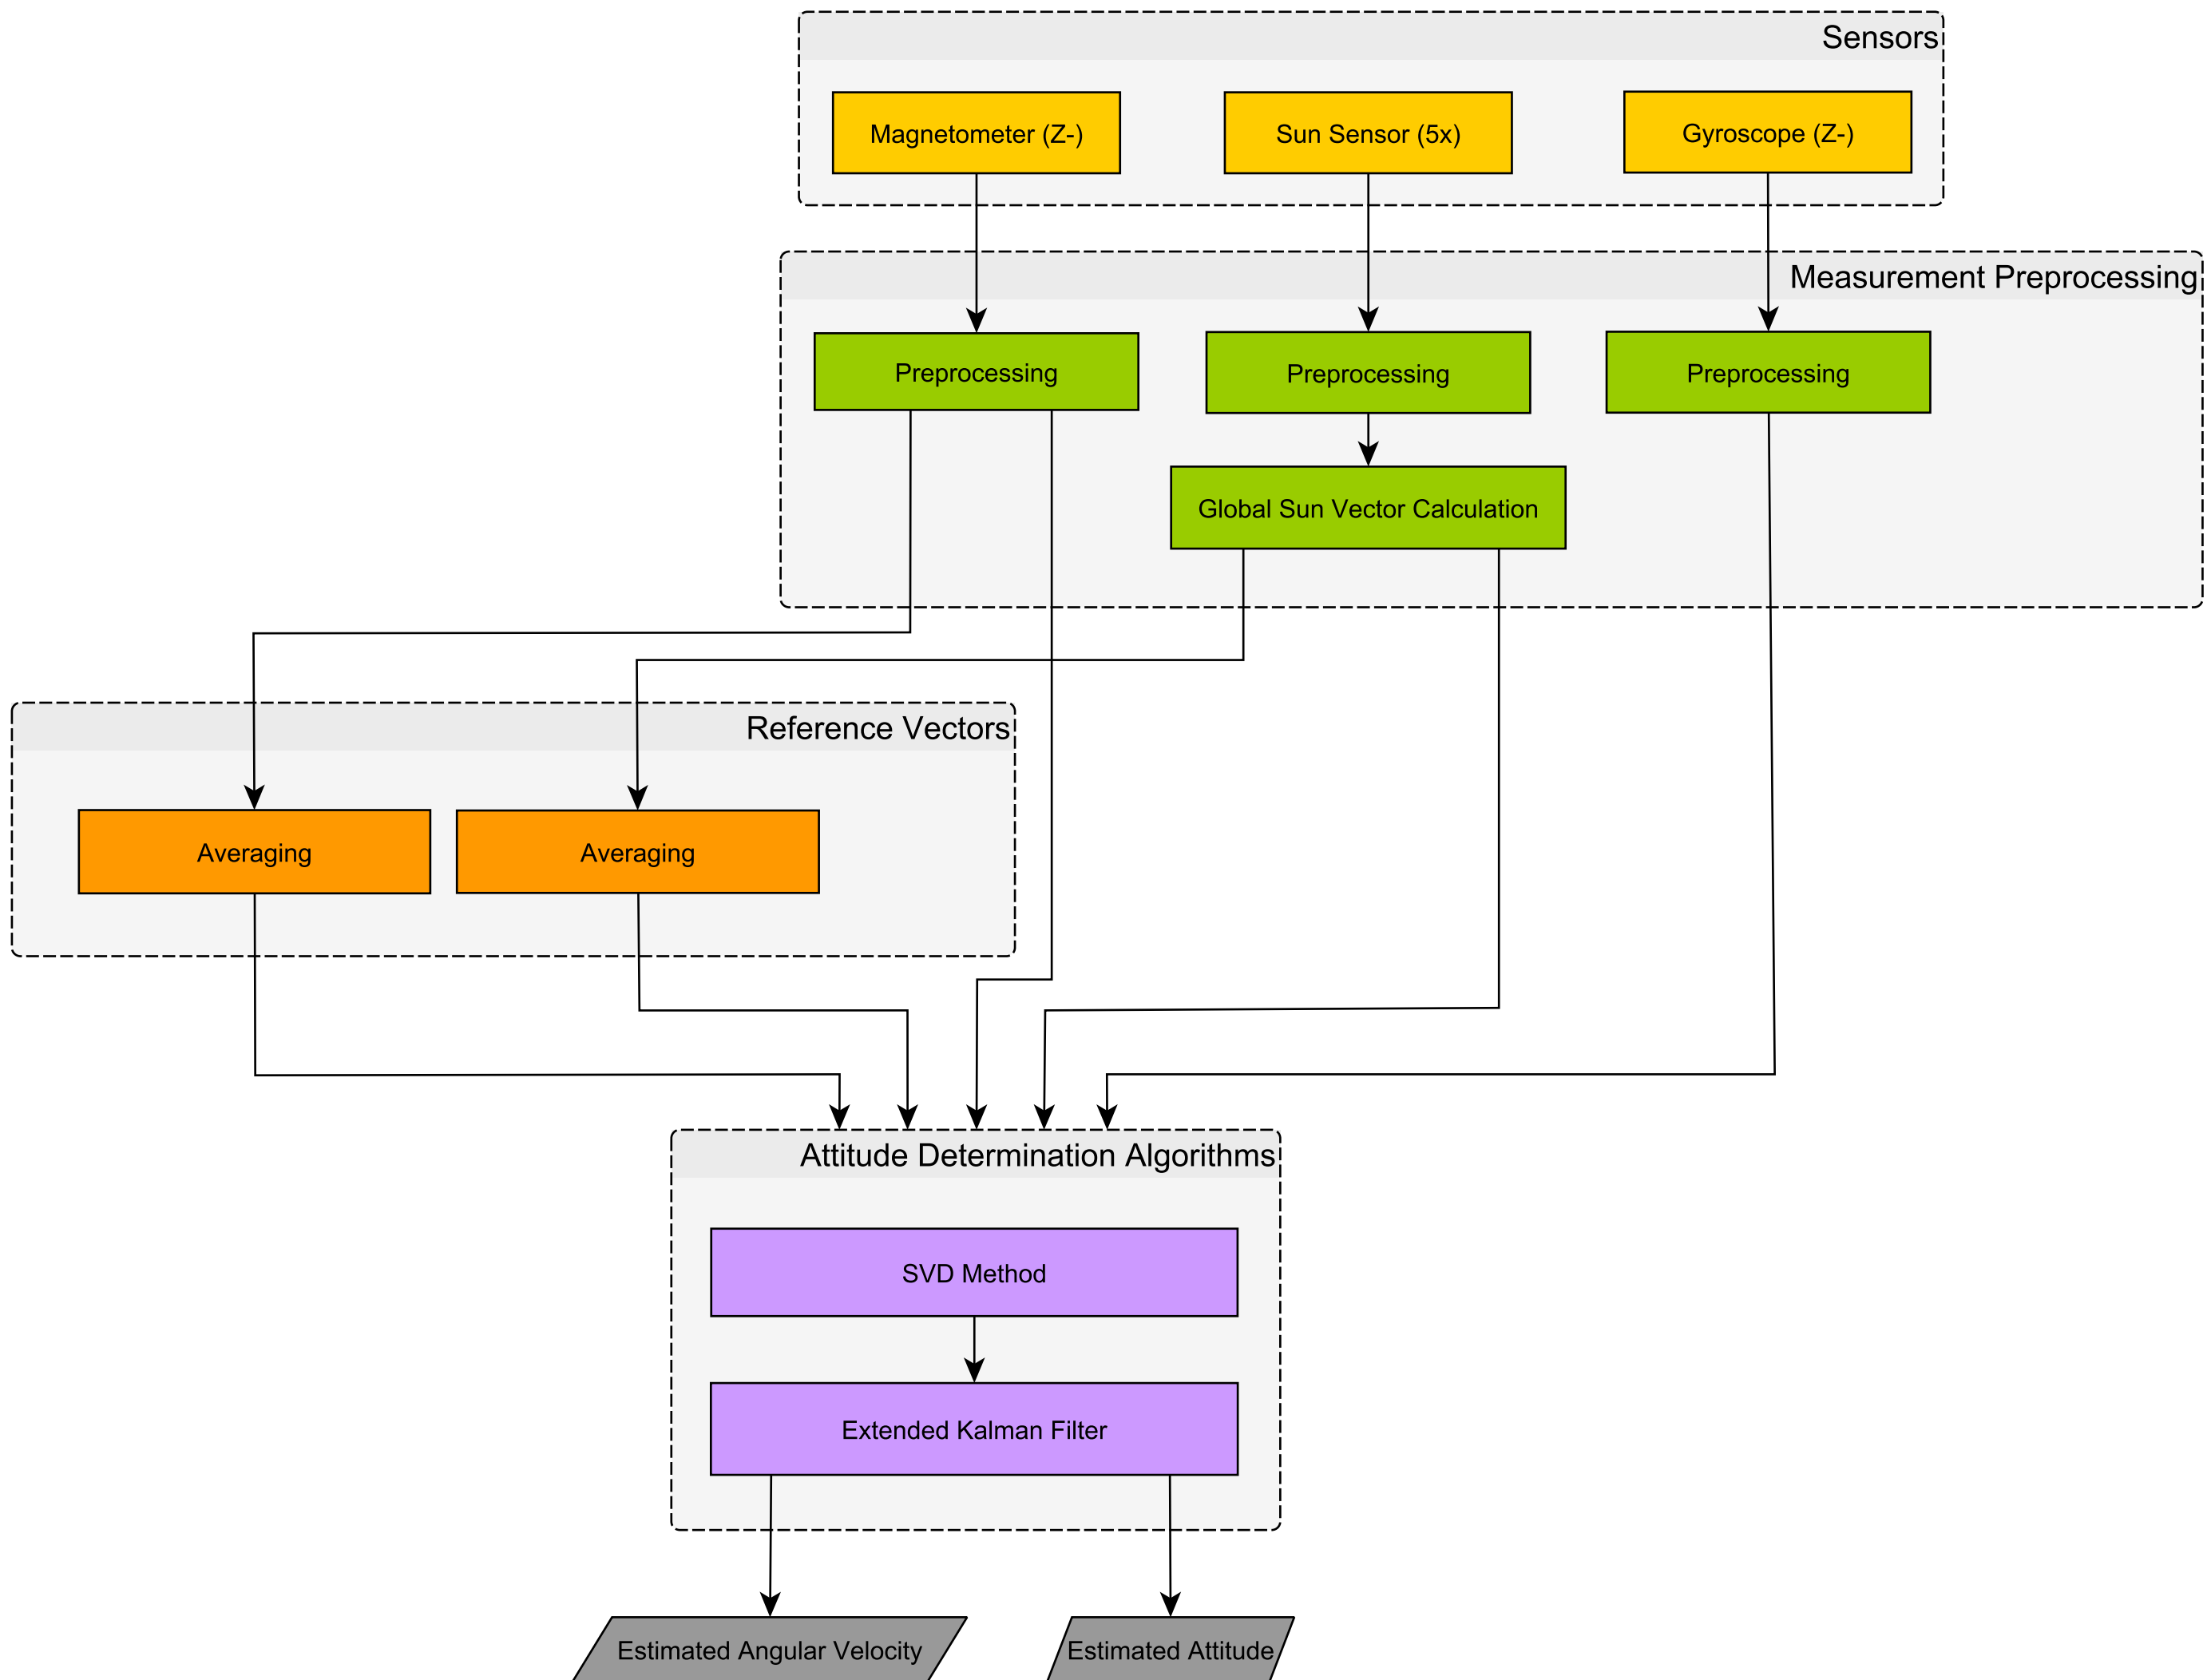 Sensors
Magnetometer (Z-)
Sun Sensor (5x)
Gyroscope (Z-)
Measurement Preprocessing
Preprocessing
Preprocessing
Preprocessing
Global Sun Vector Calculation
Reference Vectors
Averaging
Averaging
Attitude Determination Algorithms
SVD Method
Extended Kalman Filter
Estimated Angular Velocity
Estimated Attitude